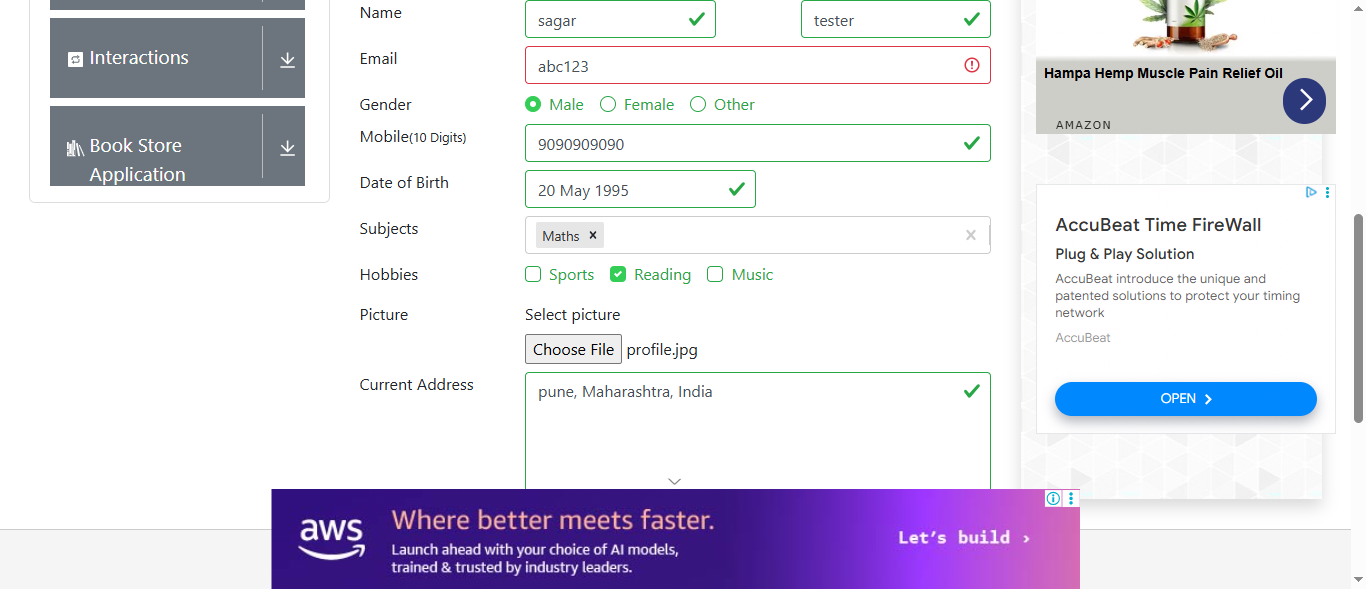 Interactions
Book Store
Application
Name
sagar
tester
Email
abc123
Gender
Male
Female
Other
Mobile(10 Digits)
9090909090
Date of Birth
20 May 1995
Subjects
Maths ×
Hobbies
Sports
Reading
Music
Picture
Select picture
Choose File profile.jpg
Current Address
pune, Maharashtra, India
Hampa Hemp Muscle Pain Relief Oil
AMAZON
AccuBeat Time FireWall
Plug & Play Solution
AccuBeat introduce the unique and
patented solutions to protect your timing
network
AccuBeat
OPEN
aws
Where better meets faster.
Launch ahead with your choice of AI models,
trained & trusted by industry leaders.
Let's build ›